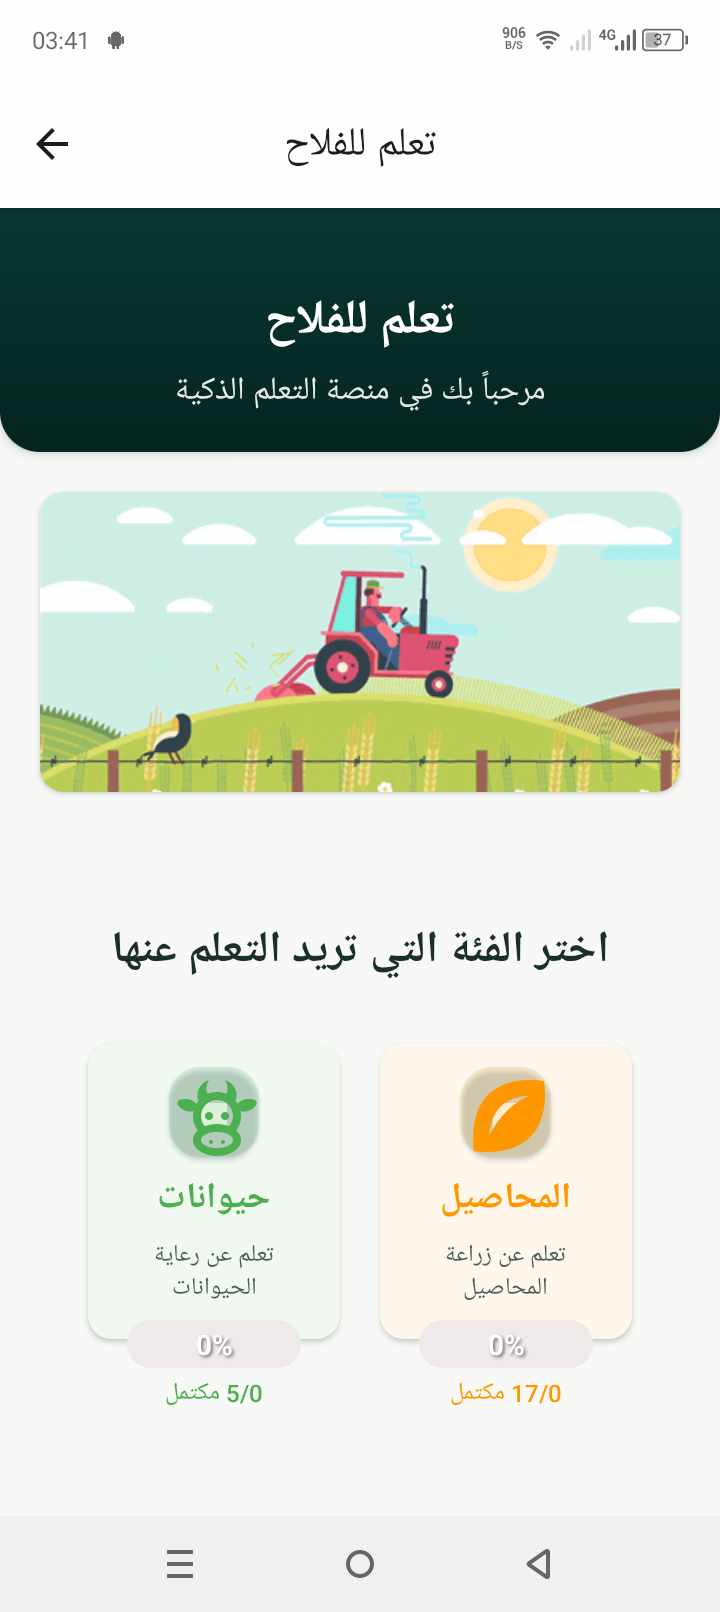 03:41
906
B/S
4G
37
تعلم للفلاح
تعلم للفلاح
مرحباً بك في منصة التعلم الذكية
اختر الفئة التي تريد التعلم عنها
المحاصيل
تعلم عن زراعة
المحاصيل
0%
17/0 مكتمل
حيوانات
تعلم عن رعاية
الحيوانات
0%
5/0 مكتمل